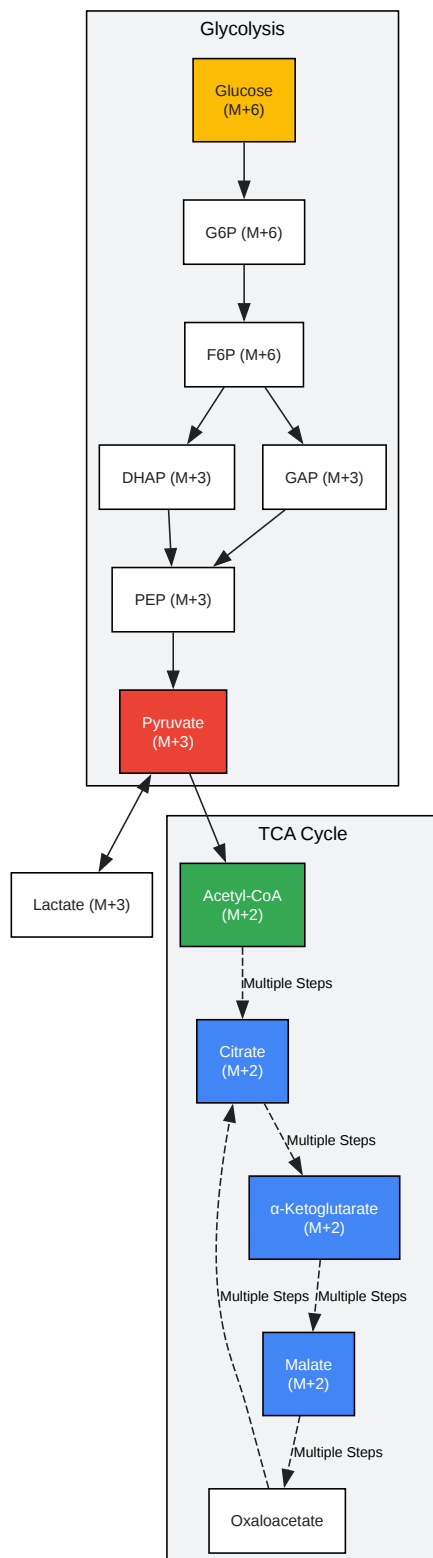 Glycolysis
Glucose
(M+6)
G6P (M+6)
F6P (M+6)
DHAP (M+3)
GAP (M+3)
PEP (M+3)
Pyruvate
(M+3)
Lactate (M+3)
TCA Cycle
Acetyl-CoA
(M+2)
Multiple Steps
Citrate
(M+2)
Multiple Steps
α-Ketoglutarate
(M+2)
Multiple Steps
Multiple Steps
Malate
(M+2)
Multiple Steps
Oxaloacetate